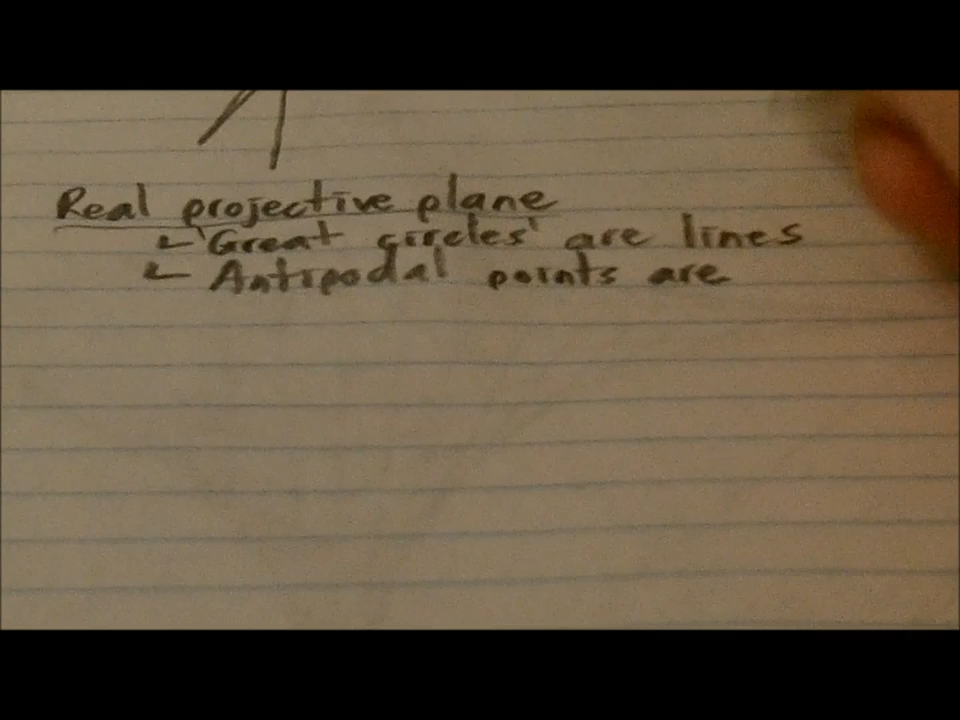 Real projective plane
'Great circles' are lines
Antipodal points are